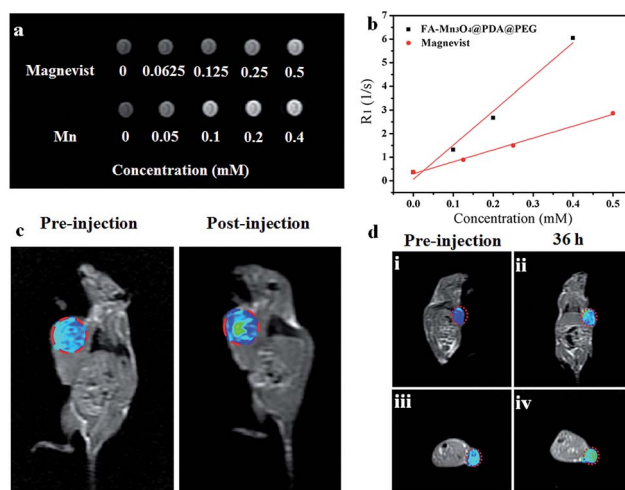 a
Magnevist
0 0.0625 0.125 0.25 0.5
Mn
0 0.05 0.1 0.2 0.4
Concentration (mM)
b
FA-Mn₃O₄@PDA@PEG
Magnevist
R₁ (1/s)
7
6
5
4
3
2
1
0
0.0 0.1 0.2 0.3 0.4 0.5
Concentration (mM)
c
Pre-injection Post-injection
d
Pre-injection 36 h
i ii
iii iv